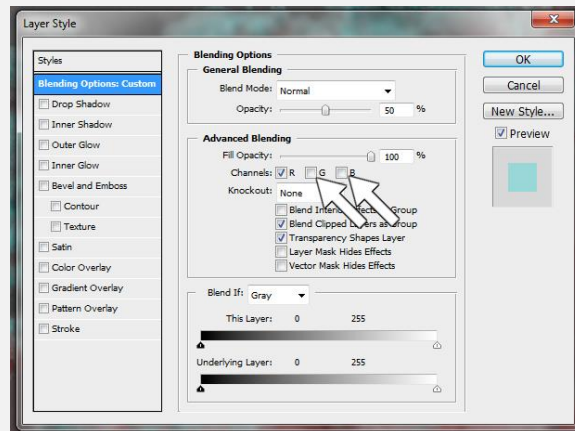 Layer Style
Styles
Blending Options: Custom
Drop Shadow
Inner Shadow
Outer Glow
Inner Glow
Bevel and Emboss
Contour
Texture
Satin
Color Overlay
Gradient Overlay
Pattern Overlay
Stroke
Blending Options
General Blending
Blend Mode: Normal
Opacity: 50 %
Advanced Blending
Fill Opacity: 100 %
Channels: R G B
Knockout: None
Blend Interior Effects Group
Blend Clipped Layers as Group
Transparency Shapes Layer
Layer Mask Hides Effects
Vector Mask Hides Effects
Blend If: Gray
This Layer: 0 255
Underlying Layer: 0 255
OK
Cancel
New Style...
Preview